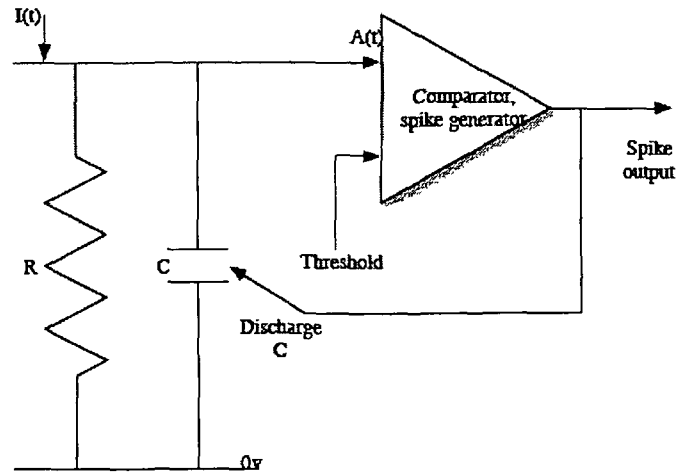 I(t)
A(t)
Comparator,
spike generator
Spike
output
Threshold
R
C
Discharge
C
0v